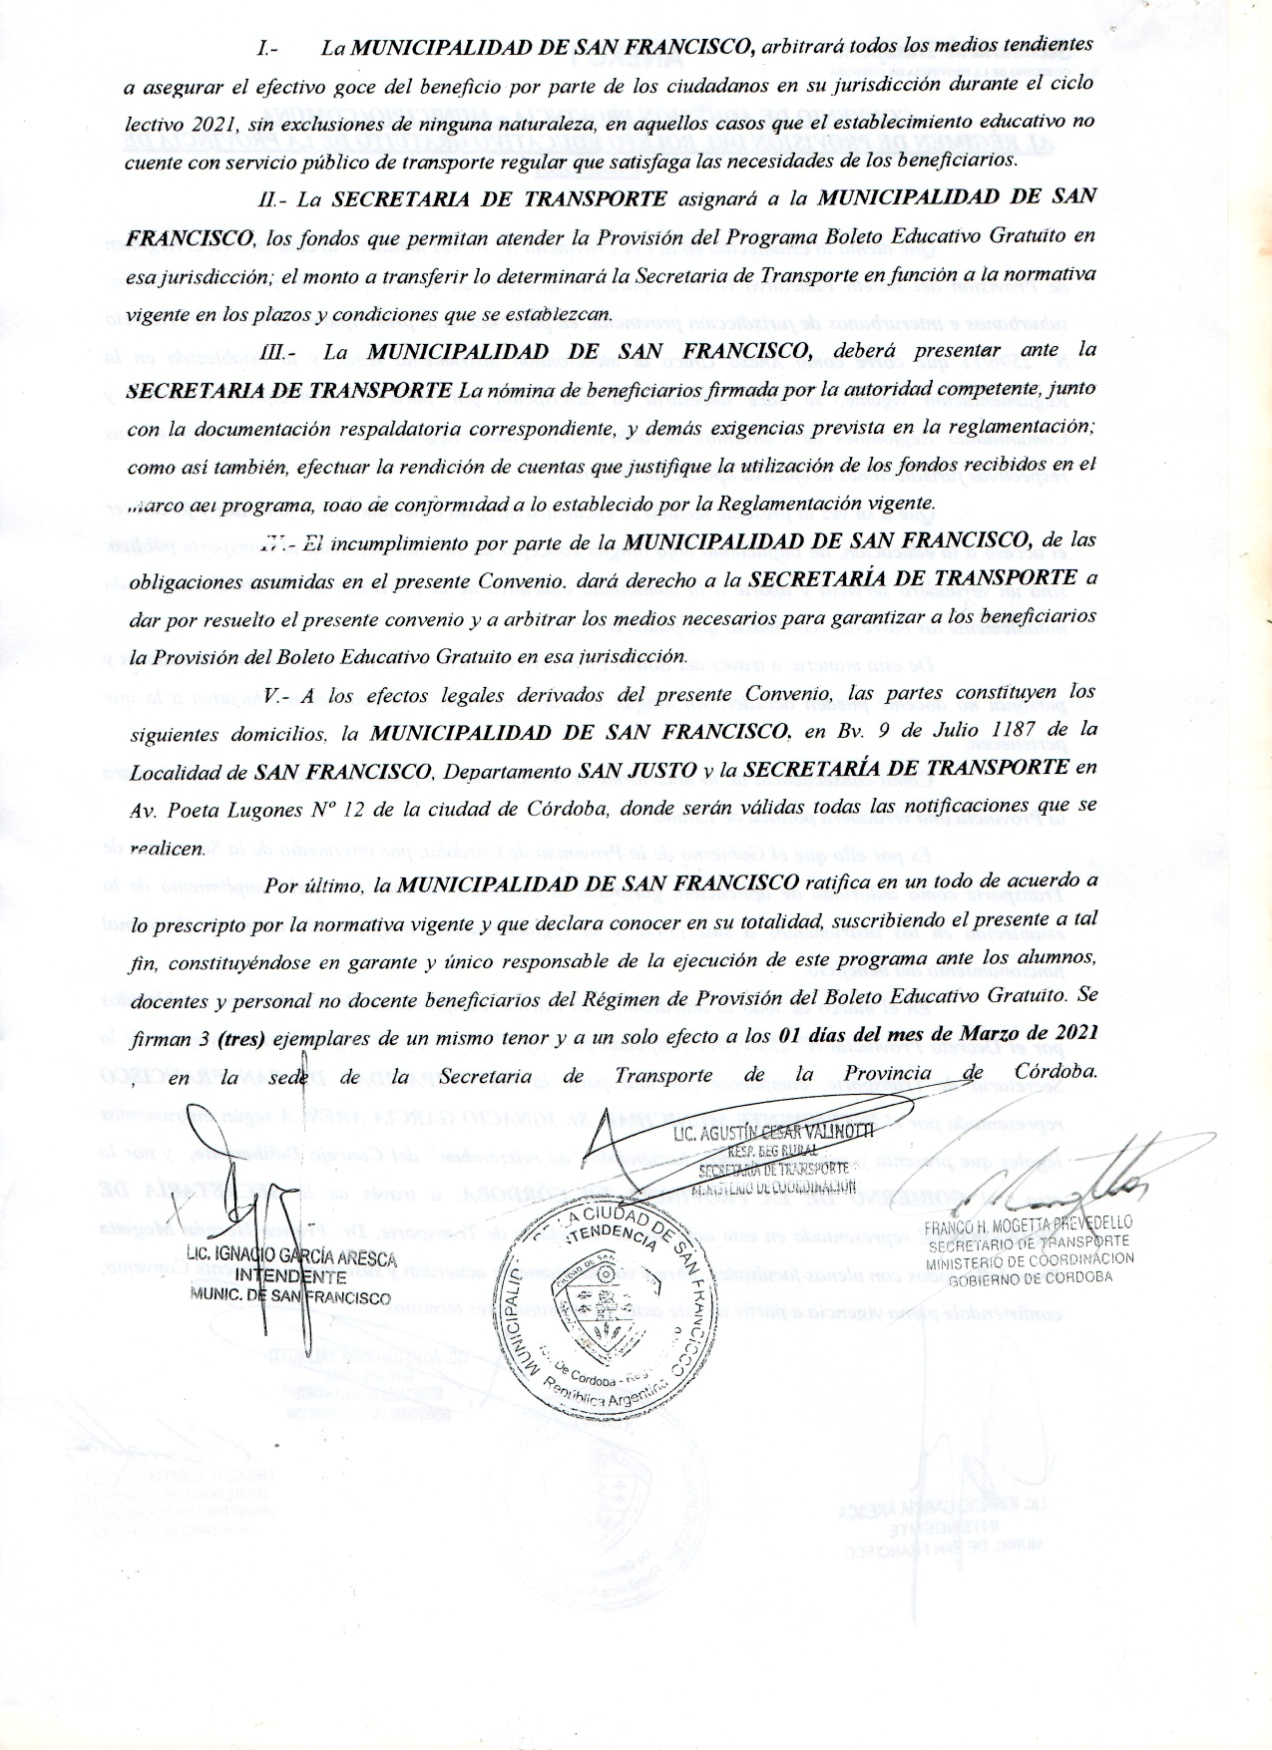 I.- La MUNICIPALIDAD DE SAN FRANCISCO, arbitrará todos los medios tendientes
a asegurar el efectivo goce del beneficio por parte de los ciudadanos en su jurisdicción durante el ciclo
lectivo 2021, sin exclusiones de ninguna naturaleza, en aquellos casos que el establecimiento educativo no
cuente con servicio público de transporte regular que satisfaga las necesidades de los beneficiarios.
II.- La SECRETARIA DE TRANSPORTE asignará a la MUNICIPALIDAD DE SAN
FRANCISCO, los fondos que permitan atender la Provisión del Programa Boleto Educativo Gratuito en
esa jurisdicción; el monto a transferir lo determinará la Secretaria de Transporte en función a la normativa
vigente en los plazos y condiciones que se establezcan.
III.- La MUNICIPALIDAD DE SAN FRANCISCO, deberá presentar ante la
SECRETARIA DE TRANSPORTE La nómina de beneficiarios firmada por la autoridad competente, junto
con la documentación respaldatoria correspondiente, y demás exigencias prevista en la reglamentación;
como así también, efectuar la rendición de cuentas que justifique la utilización de los fondos recibidos en el
marco del programa, todo de conformidad a lo establecido por la Reglamentación vigente.
IV.- El incumplimiento por parte de la MUNICIPALIDAD DE SAN FRANCISCO, de las
obligaciones asumidas en el presente Convenio. dará derecho a la SECRETARÍA DE TRANSPORTE a
dar por resuelto el presente convenio y a arbitrar los medios necesarios para garantizar a los beneficiarios
la Provisión del Boleto Educativo Gratuito en esa jurisdicción.
V.- A los efectos legales derivados del presente Convenio, las partes constituyen los
siguientes domicilios, la MUNICIPALIDAD DE SAN FRANCISCO, en Bv. 9 de Julio 1187 de la
Localidad de SAN FRANCISCO, Departamento SAN JUSTO y la SECRETARÍA DE TRANSPORTE en
Av. Poeta Lugones Nº 12 de la ciudad de Córdoba, donde serán válidas todas las notificaciones que se
realicen.
Por último, la MUNICIPALIDAD DE SAN FRANCISCO ratifica en un todo de acuerdo a
lo prescripto por la normativa vigente y que declara conocer en su totalidad, suscribiendo el presente a tal
fin, constituyéndose en garante y único responsable de la ejecución de este programa ante los alumnos,
docentes y personal no docente beneficiarios del Régimen de Provisión del Boleto Educativo Gratuito. Se
firman 3 (tres) ejemplares de un mismo tenor y a un solo efecto a los 01 días del mes de Marzo de 2021
, en la sede de la Secretaria de Transporte de la Provincia de Córdoba.
LIC. AGUSTÍN CESAR VALINOTTI
RESP. BEG RURAL
SECRETARÍA DE TRANSPORTE
MINISTERIO DE COORDINACIÓN
LIC. IGNACIO GARCÍA ARESCA
INTENDENTE
MUNIC. DE SAN FRANCISCO
FRANCO H. MOGETTA PREVEDELLO
SECRETARIO DE TRANSPORTE
MINISTERIO DE COORDINACION
GOBIERNO DE CORDOBA
LA CIUDAD DE SAN FRANCISCO
INTENDENCIA
De Córdoba
República Argentina